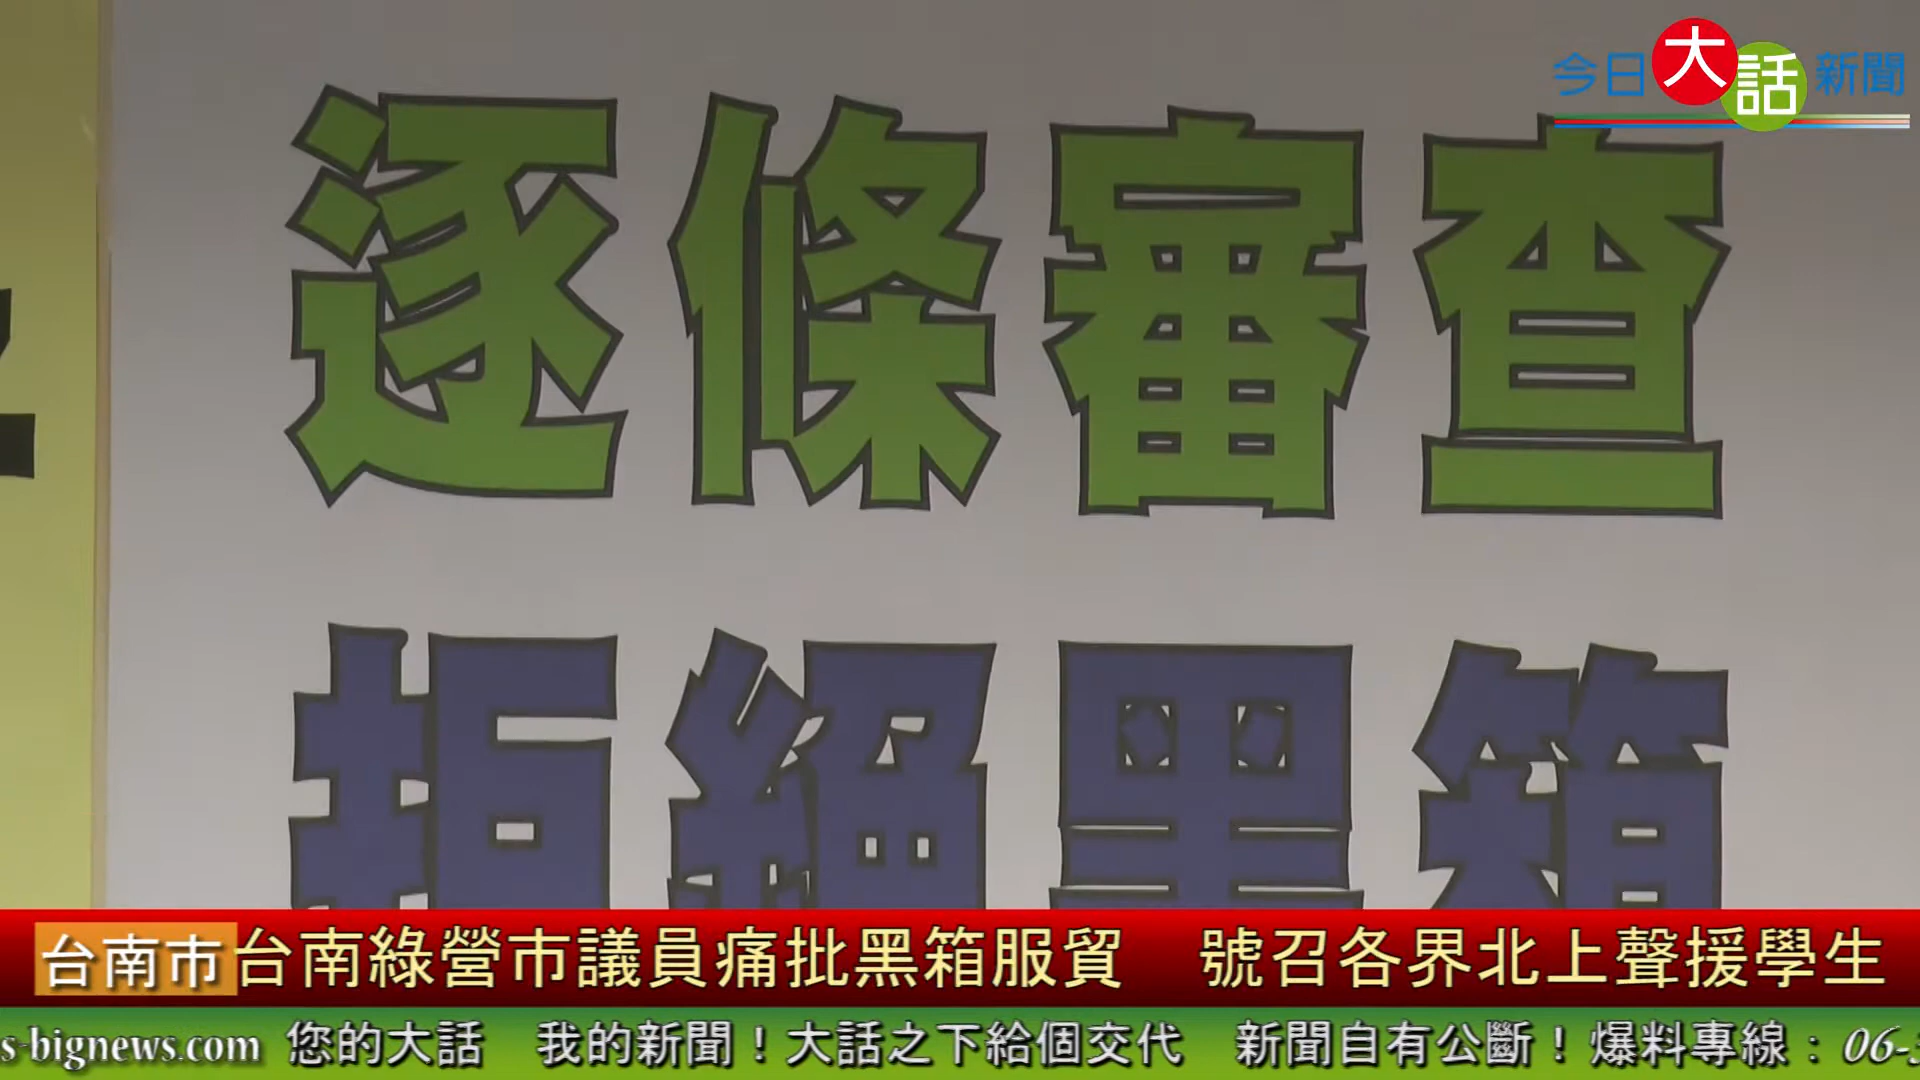 今日大話新聞
逐條審查
拒絕黑箱
台南市 台南綠營市議員痛批黑箱服貿 號召各界北上聲援學生
s-bignews.com 您的大話 我的新聞！大話之下給個交代 新聞自有公斷！爆料專線：06-